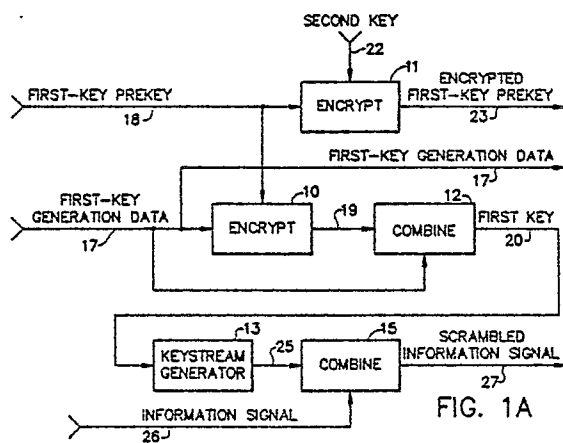 SECOND KEY
22
11
FIRST-KEY PREKEY
18
ENCRYPT
ENCRYPTED
FIRST-KEY PREKEY
23
FIRST-KEY GENERATION DATA
17
FIRST-KEY
GENERATION DATA
17
10
ENCRYPT
19
12
COMBINE
FIRST KEY
20
13
KEYSTREAM
GENERATOR
25
15
COMBINE
SCRAMBLED
INFORMATION SIGNAL
27
INFORMATION SIGNAL
26
FIG. 1A